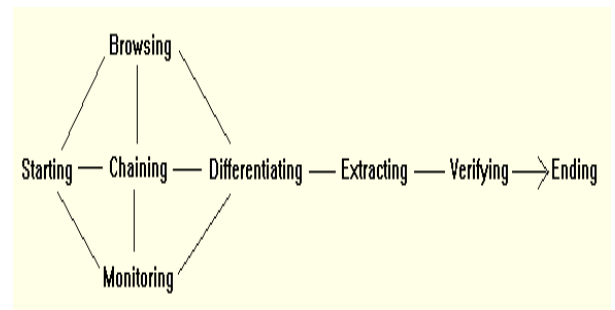 Browsing
Starting Chaining Differentiating Extracting Verifying Ending
Monitoring